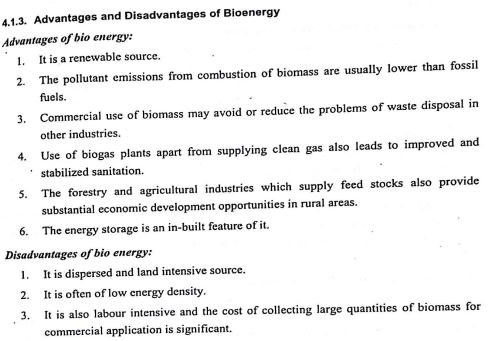 4.1.3. Advantages and Disadvantages of Bioenergy
Advantages of bio energy:
1. It is a renewable source.
2. The pollutant emissions from combustion of biomass are usually lower than fossil
fuels.
3. Commercial use of biomass may avoid or reduce the problems of waste disposal in
other industries.
4. Use of biogas plants apart from supplying clean gas also leads to improved and
stabilized sanitation.
5. The forestry and agricultural industries which supply feed stocks also provide
substantial economic development opportunities in rural areas.
6. The energy storage is an in-built feature of it.
Disadvantages of bio energy:
1. It is dispersed and land intensive source.
2. It is often of low energy density.
3. It is also labour intensive and the cost of collecting large quantities of biomass for
commercial application is significant.